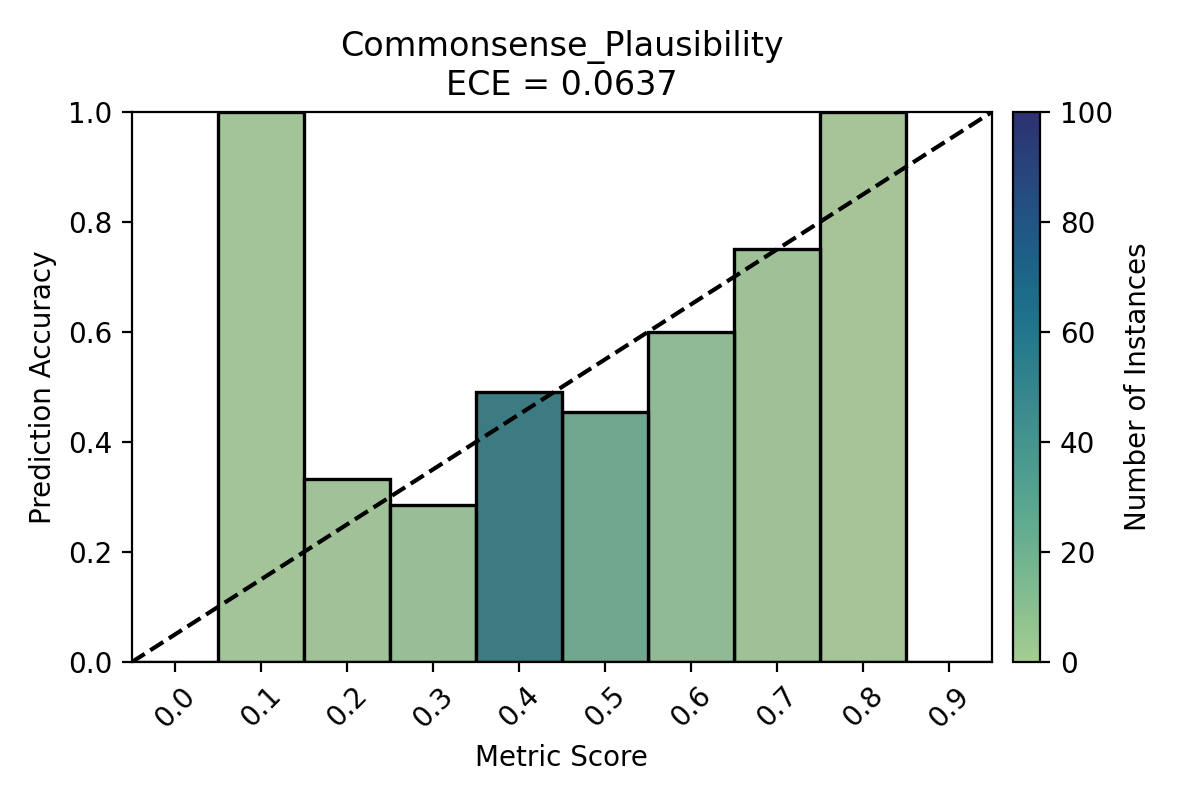 Commonsense_Plausibility
ECE = 0.0637
Prediction Accuracy
1.0
0.8
0.6
0.4
0.2
0.0
0.0 0.1 0.2 0.3 0.4 0.5 0.6 0.7 0.8 0.9
Metric Score
100
80
60
40
20
0
Number of Instances